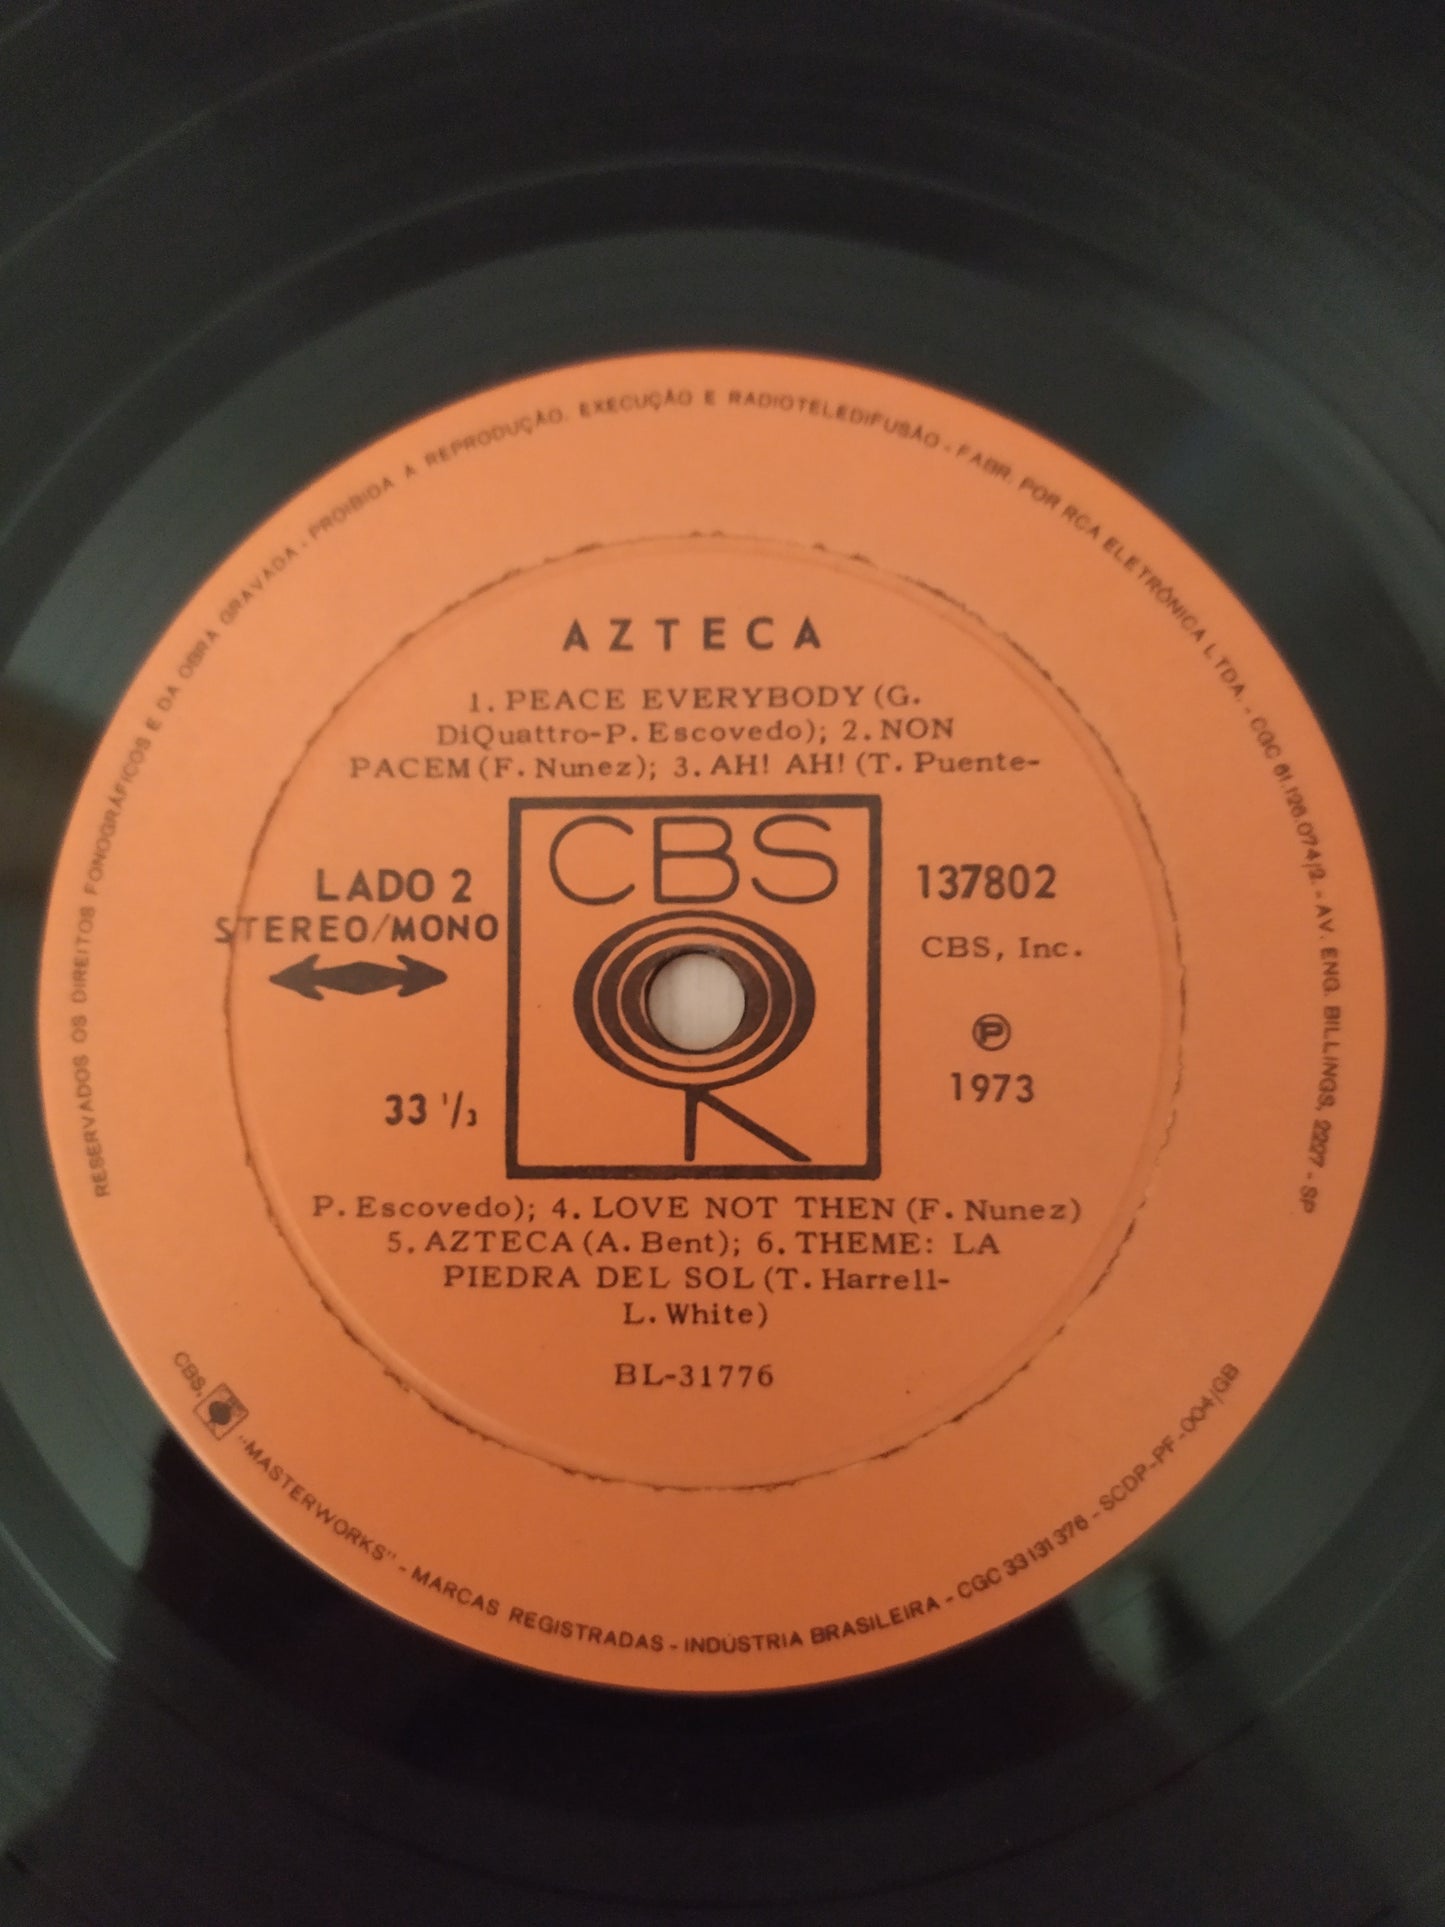 RESERVADOS OS DIREITOS FONOGRÁFICOS E DA OBRA GRAVADA - PROIBIDA A REPRODUÇÃO, EXECUÇÃO E RADIOTELEDIFUSÃO - FABR. POR RCA ELETRÔNICA LTDA. - CGC 61.126.074/2. - AV. ENG. BILLINGS, 2227 - SP
AZTECA
1. PEACE EVERYBODY (G.
DiQuattro-P. Escovedo); 2. NON
PACEM (F. Nunez); 3. AH! AH! (T. Puente-
CBS
LADO 2
STEREO/MONO
33 1/3
137802
CBS, Inc.
℗
1973
P. Escovedo); 4. LOVE NOT THEN (F. Nunez)
5. AZTECA (A. Bent); 6. THEME: LA
PIEDRA DEL SOL (T. Harrell-
L. White)
BL-31776
CBS, "MASTERWORKS" - MARCAS REGISTRADAS - INDÚSTRIA BRASILEIRA - CGC 33 131 376 - SCDP-PF-004/GB